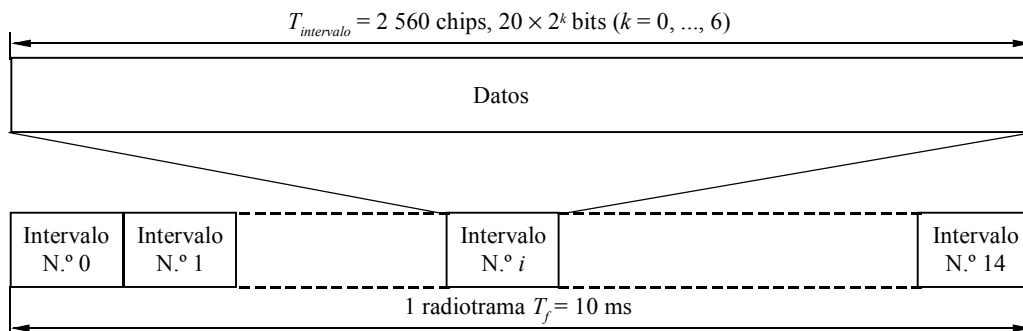 T_intervalo = 2 560 chips, 20 × 2^k bits (k = 0, ..., 6)
Datos
Intervalo N.º 0
Intervalo N.º 1
Intervalo N.º i
Intervalo N.º 14
1 radiotrama T_f = 10 ms